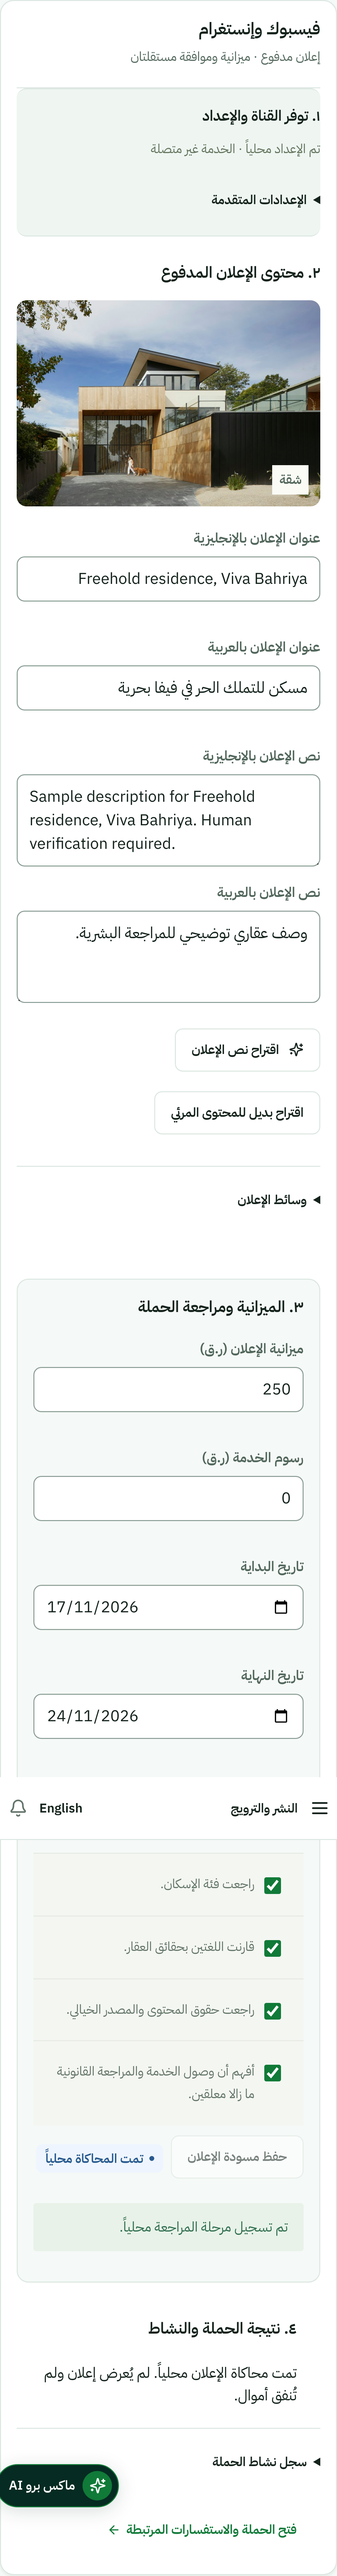 فيسبوك وإنستغرام
إعلان مدفوع · ميزانية وموافقة مستقلتان
١. توفر القناة والإعداد
تم الإعداد محلياً · الخدمة غير متصلة
الإعدادات المتقدمة
٢. محتوى الإعلان المدفوع
شقة
عنوان الإعلان بالإنجليزية
Freehold residence, Viva Bahriya
عنوان الإعلان بالعربية
مسكن للتملك الحر في فيفا بحرية
نص الإعلان بالإنجليزية
Sample description for Freehold
residence, Viva Bahriya. Human
verification required.
نص الإعلان بالعربية
وصف عقاري توضيحي للمراجعة البشرية.
اقتراح نص الإعلان
اقتراح بديل للمحتوى المرئي
وسائط الإعلان
٣. الميزانية ومراجعة الحملة
ميزانية الإعلان (ر.ق)
250
رسوم الخدمة (ر.ق)
0
تاريخ البداية
17/11/2026
تاريخ النهاية
24/11/2026
النشر والترويج
English
راجعت فئة الإسكان.
قارنت اللغتين بحقائق العقار.
راجعت حقوق المحتوى والمصدر الخيالي.
أفهم أن وصول الخدمة والمراجعة القانونية
ما زالا معلقين.
حفظ مسودة الإعلان
• تمت المحاكاة محلياً
تم تسجيل مرحلة المراجعة محلياً.
٤. نتيجة الحملة والنشاط
تمت محاكاة الإعلان محلياً. لم يُعرض إعلان ولم
تُنفق أموال.
سجل نشاط الحملة
ماكس برو AI
فتح الحملة والاستفسارات المرتبطة